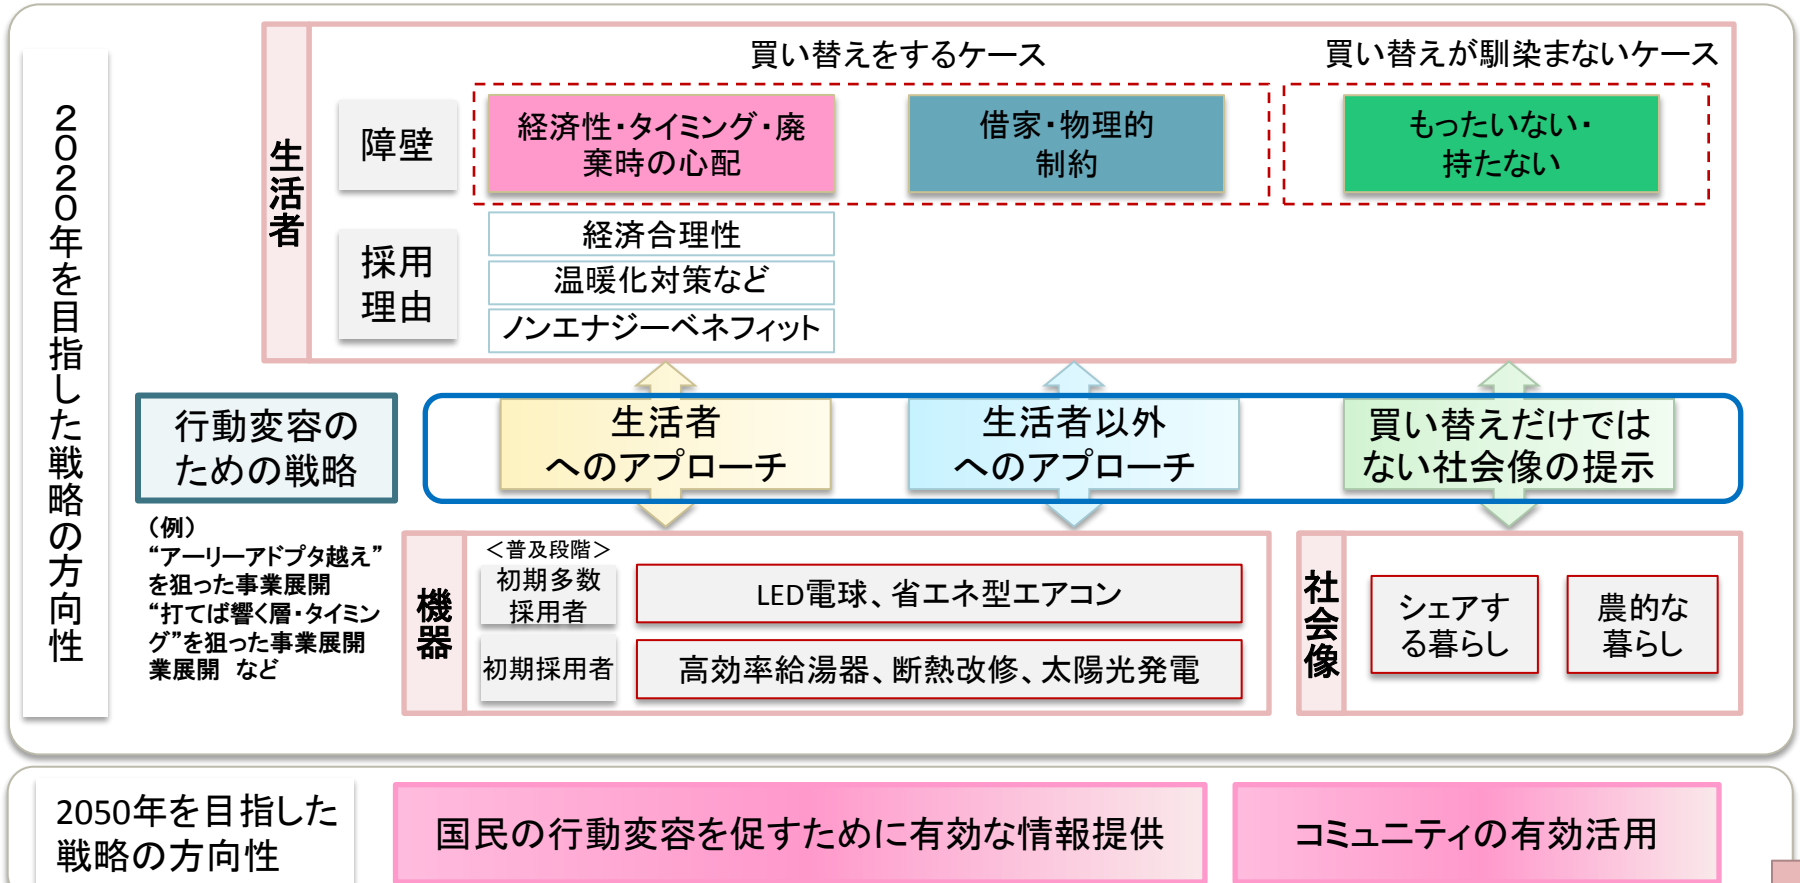 2020年を目指した戦略の方向性
生活者
買い替えをするケース
買い替えが馴染まないケース
障壁
経済性・タイミング・廃
棄時の心配
借家・物理的
制約
もったいない・
持たない
採用
理由
経済合理性
温暖化対策など
ノンエナジーベネフィット
行動変容の
ための戦略
生活者
へのアプローチ
生活者以外
へのアプローチ
買い替えだけでは
ない社会像の提示
（例）
“アーリーアドプタ越え”
を狙った事業展開
“打てば響く層・タイミン
グ”を狙った事業展開
業展開 など
機器
＜普及段階＞
初期多数
採用者
LED電球、省エネ型エアコン
初期採用者
高効率給湯器、断熱改修、太陽光発電
社会像
シェアす
る暮らし
農的な
暮らし
2050年を目指した
戦略の方向性
国民の行動変容を促すために有効な情報提供
コミュニティの有効活用